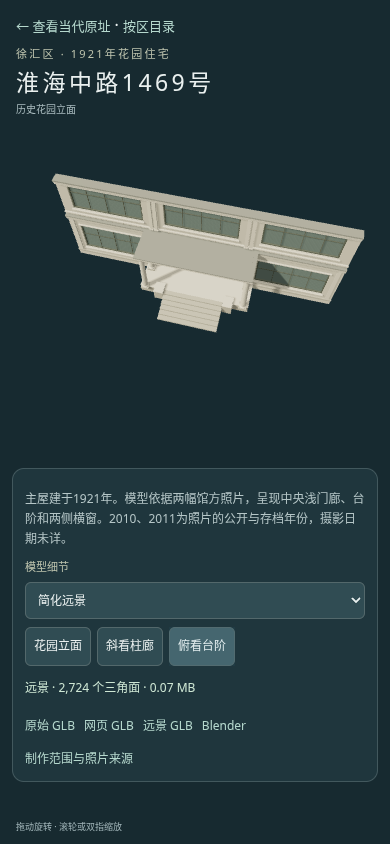 ← 查看当代原址 · 按区目录
徐汇区 · 1921年花园住宅
淮海中路1469号
历史花园立面
主屋建于1921年。模型依据两幅馆方照片，呈现中央浅门廊、台
阶和两侧横窗。2010、2011为照片的公开与存档年份，摄影日
期未详。
模型细节
简化远景
花园立面 斜看柱廊 俯看台阶
远景 · 2,724 个三角面 · 0.07 MB
原始 GLB 网页 GLB 远景 GLB Blender
制作范围与照片来源
拖动旋转 · 滚轮或双指缩放